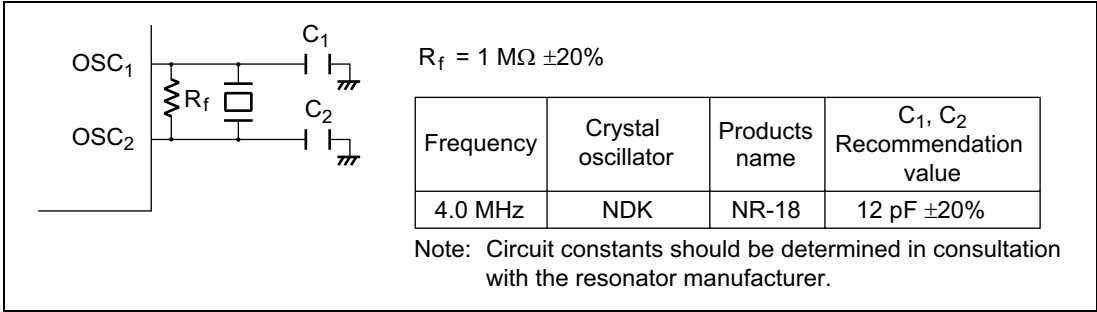 OSC1
OSC2
Rf
C1
C2
Rf = 1 MΩ ±20%
Frequency
Crystal
oscillator
Products
name
C1, C2
Recommendation
value
4.0 MHz
NDK
NR-18
12 pF ±20%
Note: Circuit constants should be determined in consultation
with the resonator manufacturer.